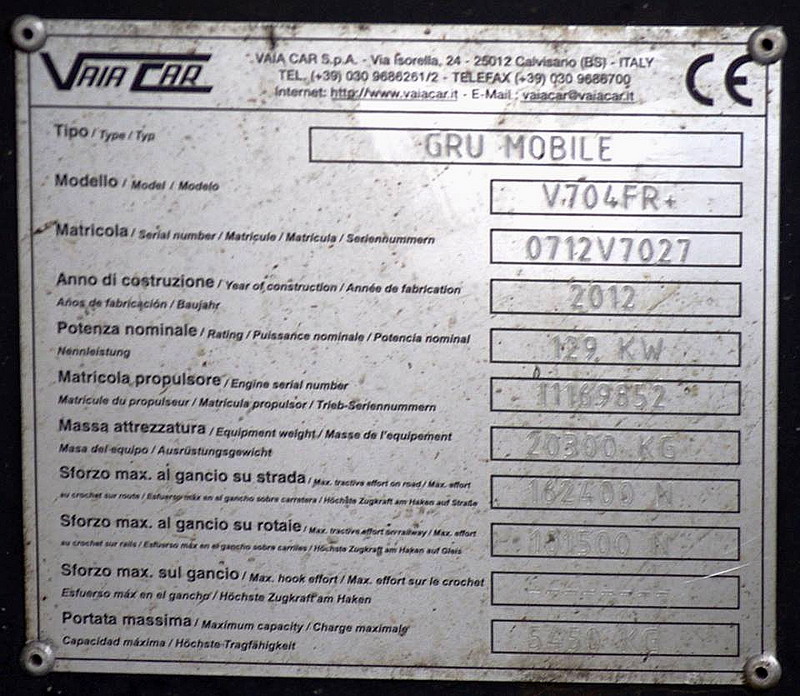 VAIA CAR
VAIA CAR S.p.A. - Via Isorella, 24 - 25012 Calvisano (BS) - ITALY
TEL. (+39) 030 9686261/2 - TELEFAX (+39) 030 9686700
Internet: http://www.vaiacar.it - E-Mail : vaiacar@vaiacar.it
CE
Tipo / Type / Typ GRU MOBILE
Modello / Model / Modelo V.704FR+
Matricola / Serial number / Matricule / Matrícula / Seriennummern 0712V7027
Anno di costruzione / Year of construction / Année de fabrication 2012
Años de fabricación / Baujahr
Potenza nominale / Rating / Puissance nominale / Potencia nominal 129 KW
Nennleistung
Matricola propulsore / Engine serial number 11169852
Matricule du propulseur / Matrícula propulsor / Trieb-Seriennummern
Massa attrezzatura / Equipment weight / Masse de l'equipement 20300 KG
Masa del equipo / Ausrüstungsgewicht
Sforzo max. al gancio su strada / Max. tractive effort on road / Max. effort 162400 N
au crochet sur route / Esfuerso máx en el gancho sobre carretera / Höchste Zugkraft am Haken auf Straße
Sforzo max. al gancio su rotaie / Max. tractive effort on railway / Max. effort 101500 N
au crochet sur rails / Esfuerso máx en el gancho sobre carriles / Höchste Zugkraft am Haken auf Gleis
Sforzo max. sul gancio / Max. hook effort / Max. effort sur le crochet ---------
Esfuerso máx en el gancho / Höchste Zugkraft am Haken
Portata massima / Maximum capacity / Charge maximale 5450 KG
Capacidad máxima / Höchste-Tragfähigkeit